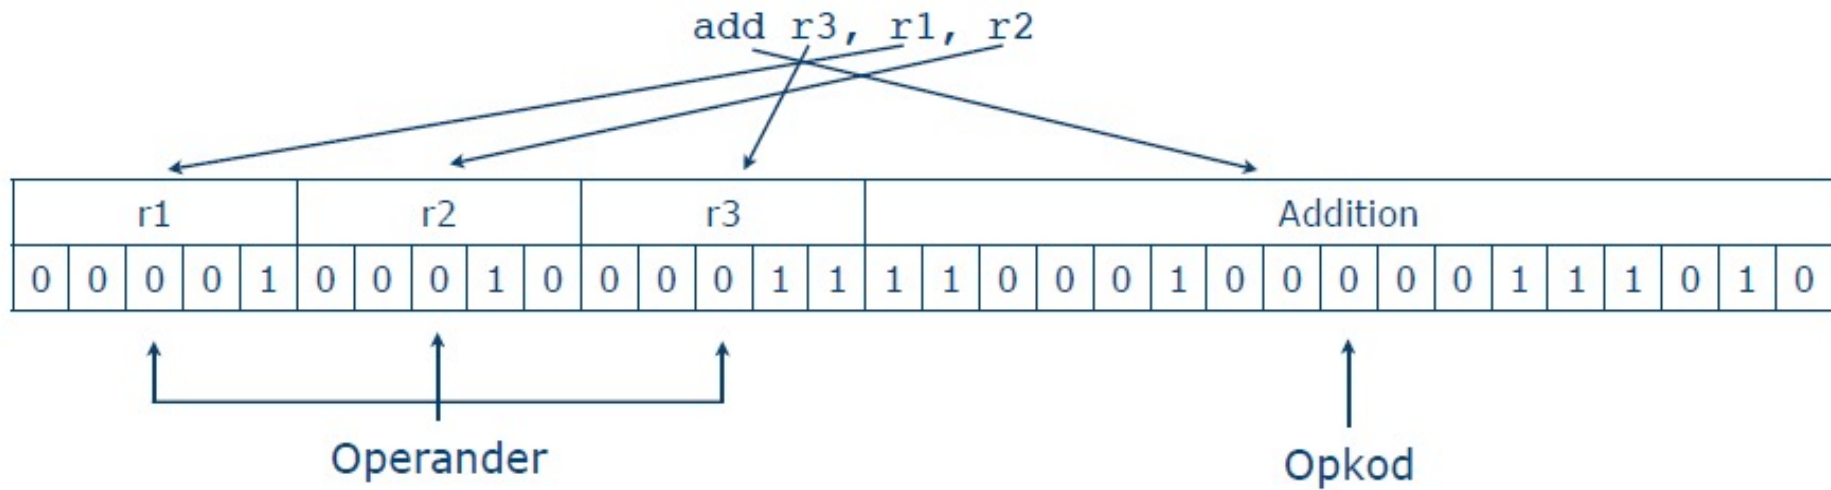 add r3, r1, r2
r1 r2 r3 Addition
0 0 0 0 1 0 0 0 1 0 0 0 0 1 1 1 1 0 0 0 1 0 0 0 0 0 1 1 1 0 1 0
Operander Opkod